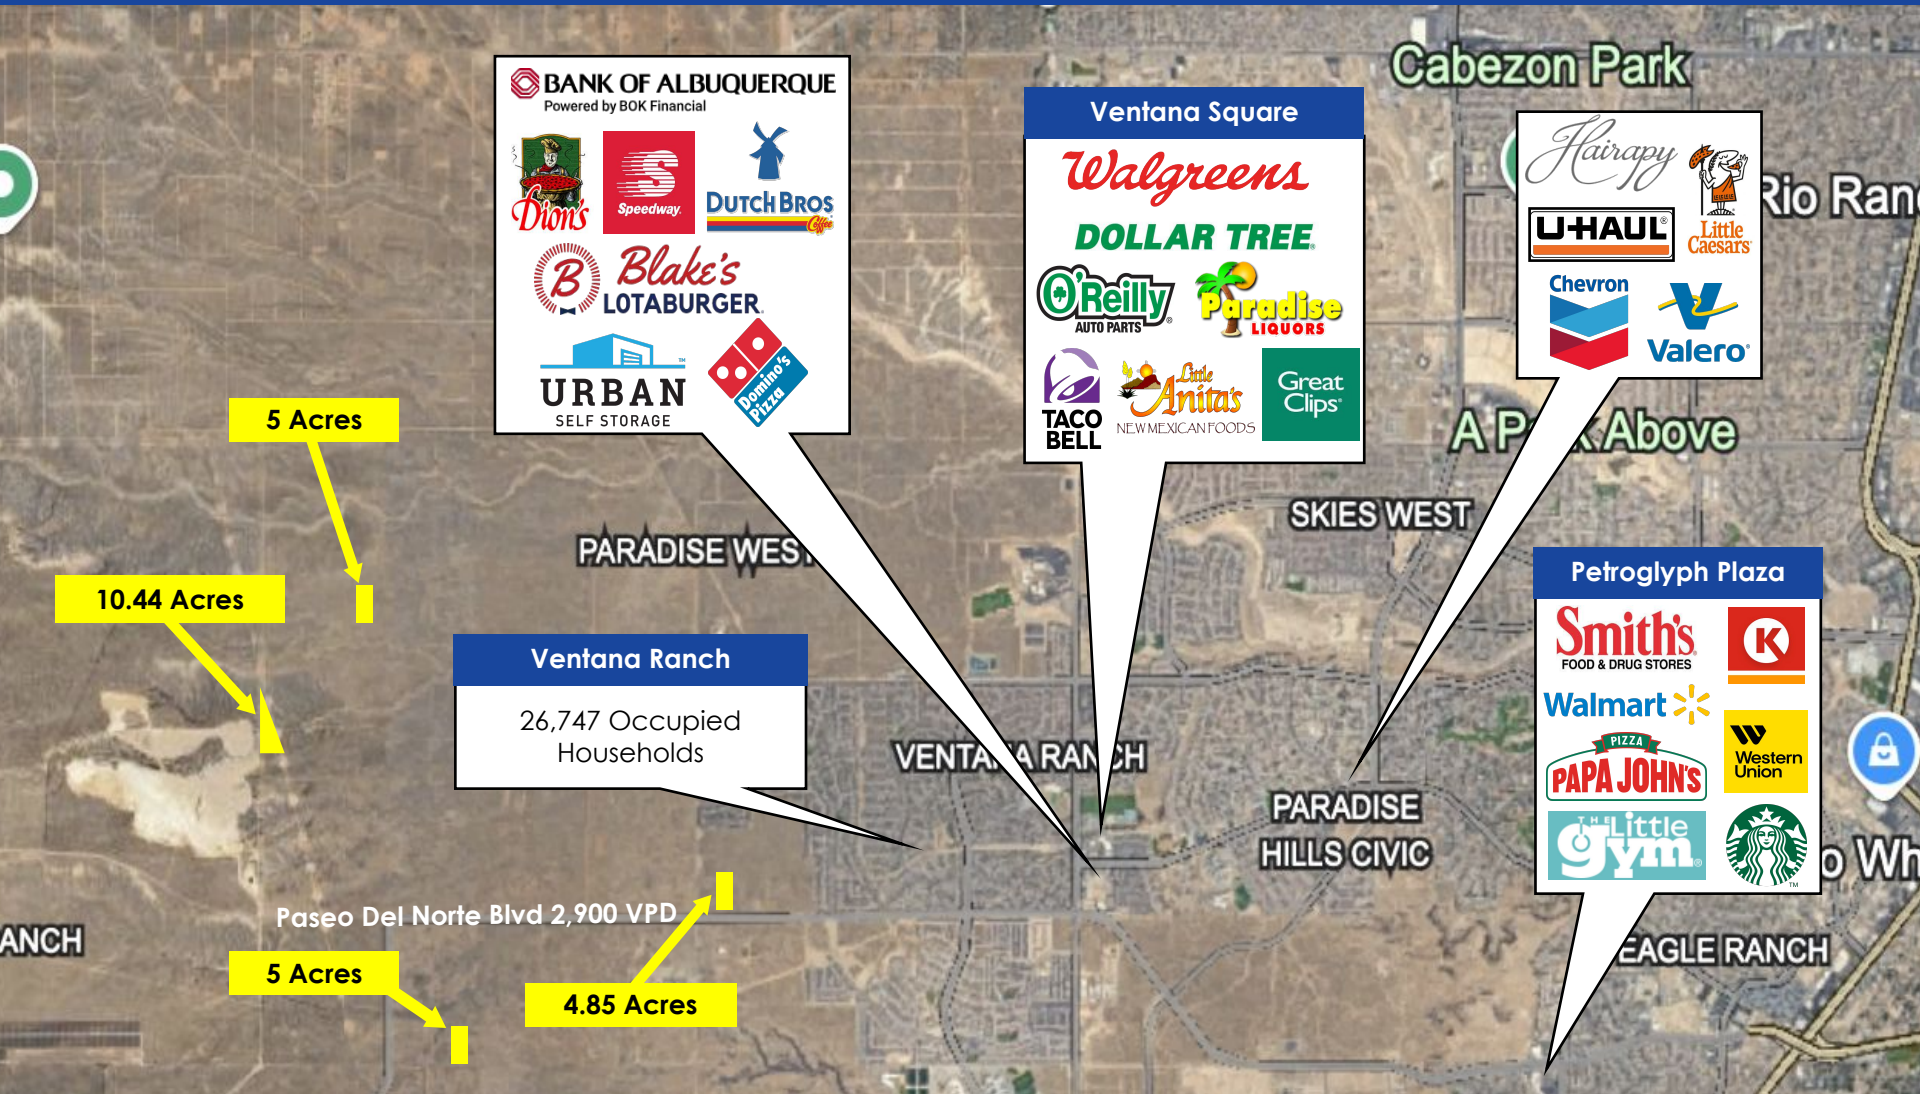 Cabezon Park
BANK OF ALBUQUERQUE
Powered by BOK Financial
Dion's
S
Speedway.
DUTCH BROS
Coffee
B
Blake's
LOTABURGER
URBAN
SELF STORAGE
Domino's
Pizza
Ventana Square
Walgreens
DOLLAR TREE
O'Reilly
AUTO PARTS
Paradise
LIQUORS
TACO
BELL
Little
Anita's
NEW MEXICAN FOODS
Great
Clips
Hairapy
U-HAUL
Little
Caesars
Chevron
Valero
Rio Ran
A P k Above
SKIES WEST
5 Acres
PARADISE WEST
10.44 Acres
Ventana Ranch
26,747 Occupied
Households
VENTANA RANCH
PARADISE
HILLS CIVIC
Petroglyph Plaza
Smith's
FOOD & DRUG STORES
K
Walmart
PIZZA
PAPA JOHN'S
Western
Union
THE Little
gym
o Wh
Paseo Del Norte Blvd 2,900 VPD
ANCH
EAGLE RANCH
5 Acres
4.85 Acres